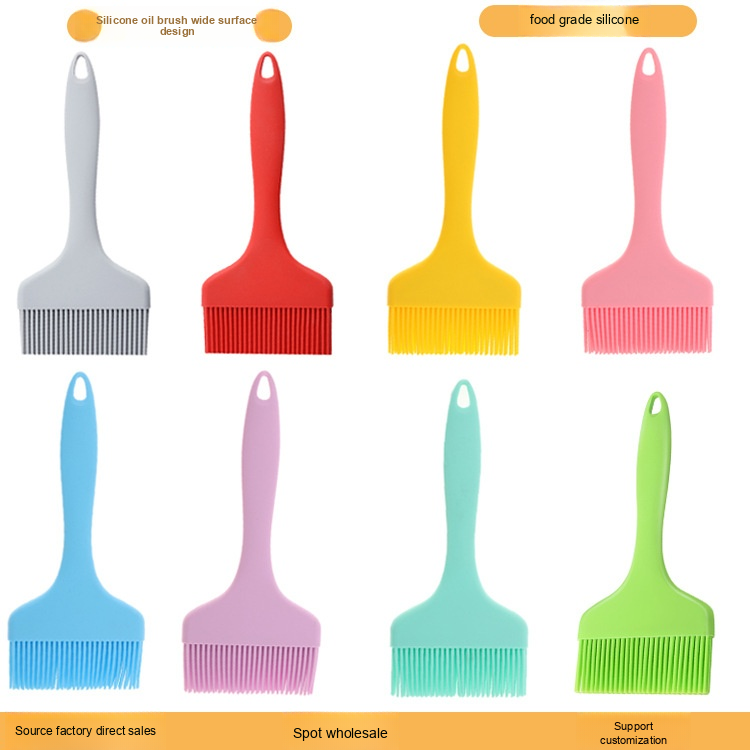 Silicone oil brush wide surface
design
food grade silicone
Source factory direct sales
Spot wholesale
Support
customization